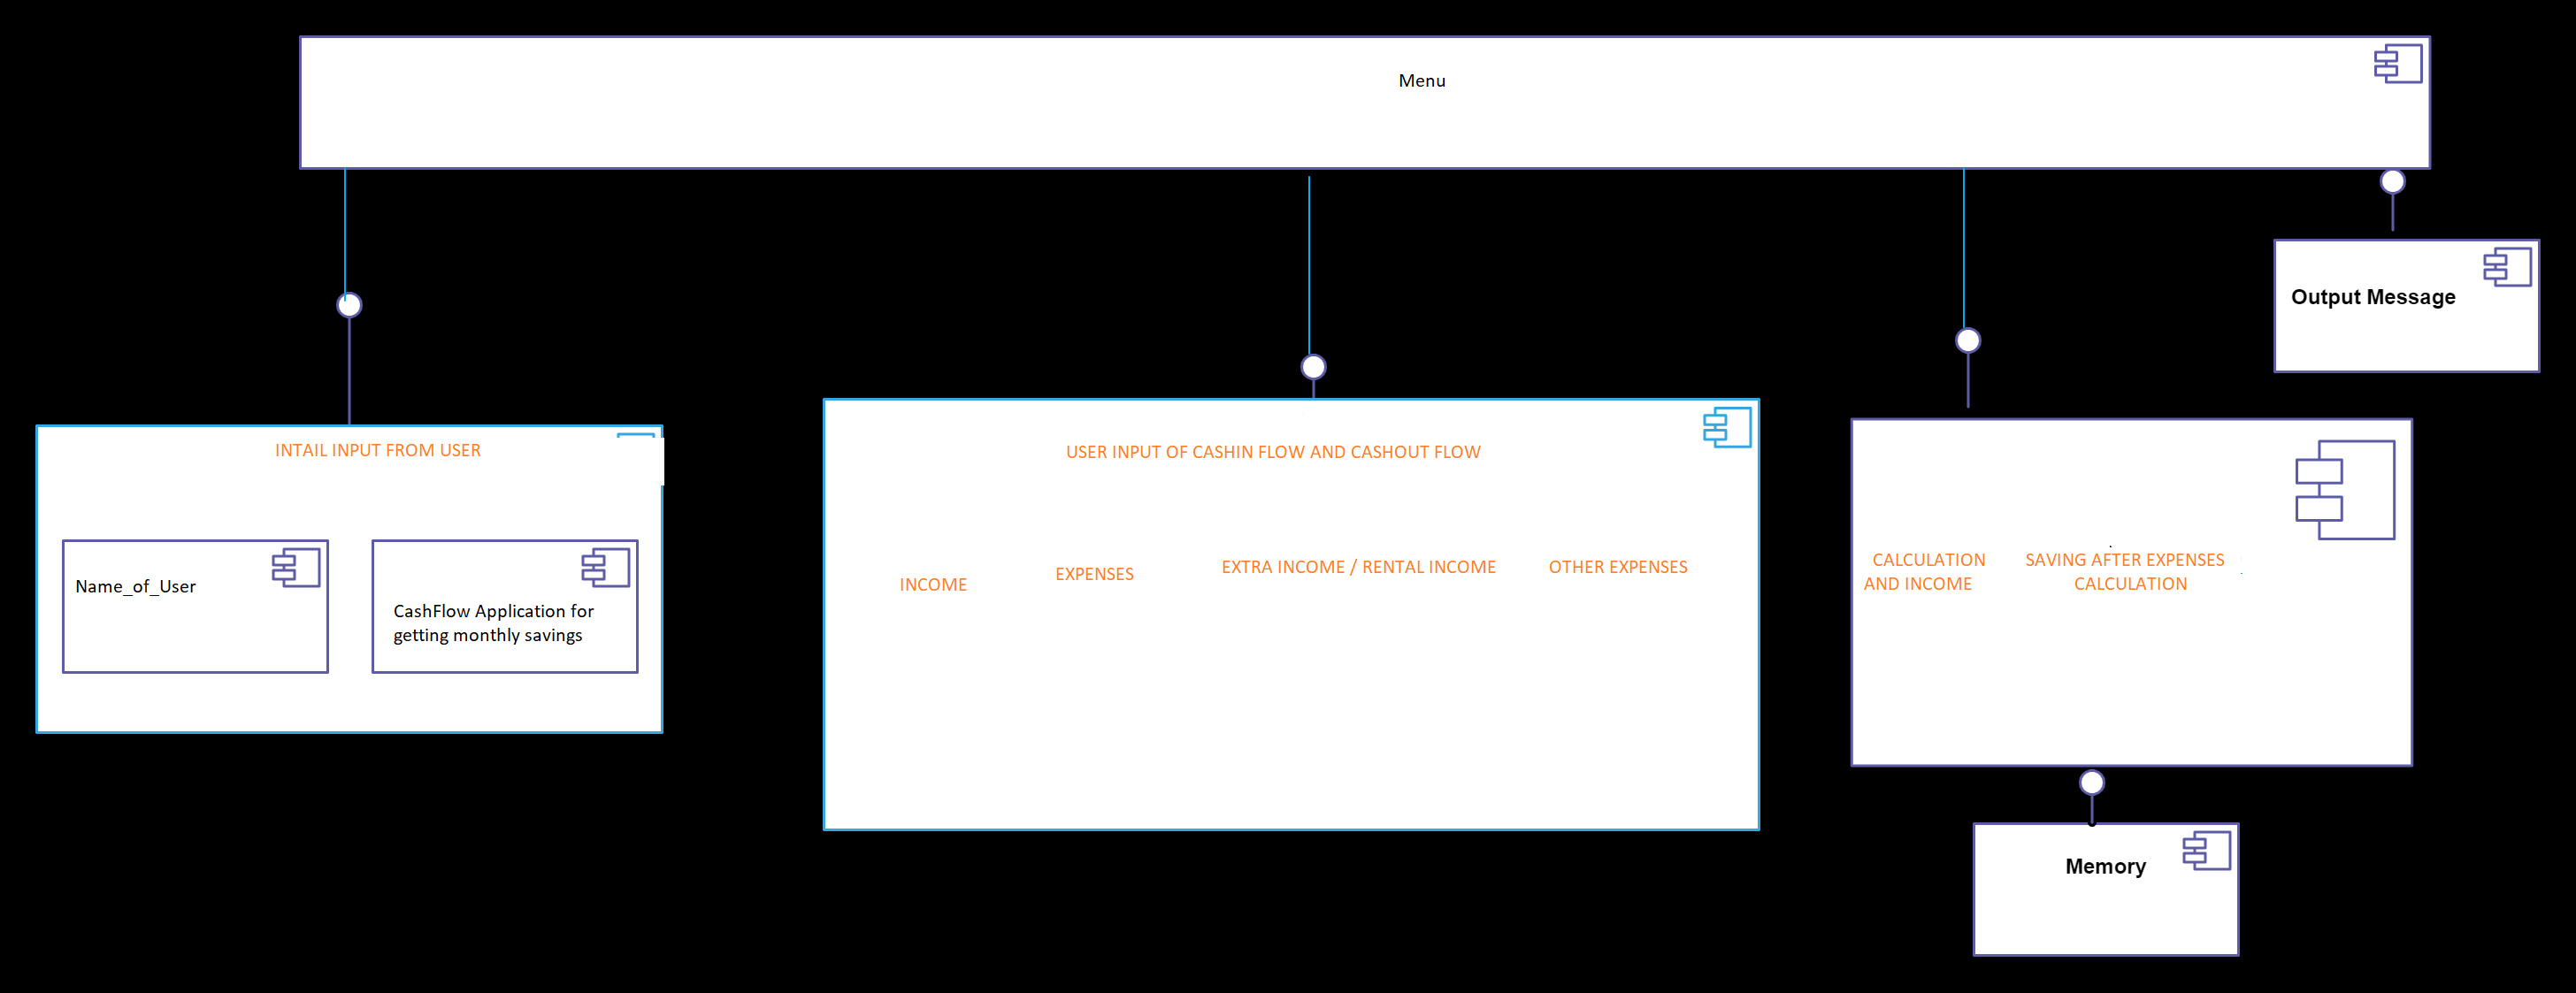 Menu
Output Message
INTAIL INPUT FROM USER
Name_of_User
CashFlow Application for
getting monthly savings
USER INPUT OF CASHIN FLOW AND CASHOUT FLOW
INCOME
EXPENSES
EXTRA INCOME / RENTAL INCOME
OTHER EXPENSES
CALCULATION
AND INCOME
SAVING AFTER EXPENSES
CALCULATION
Memory